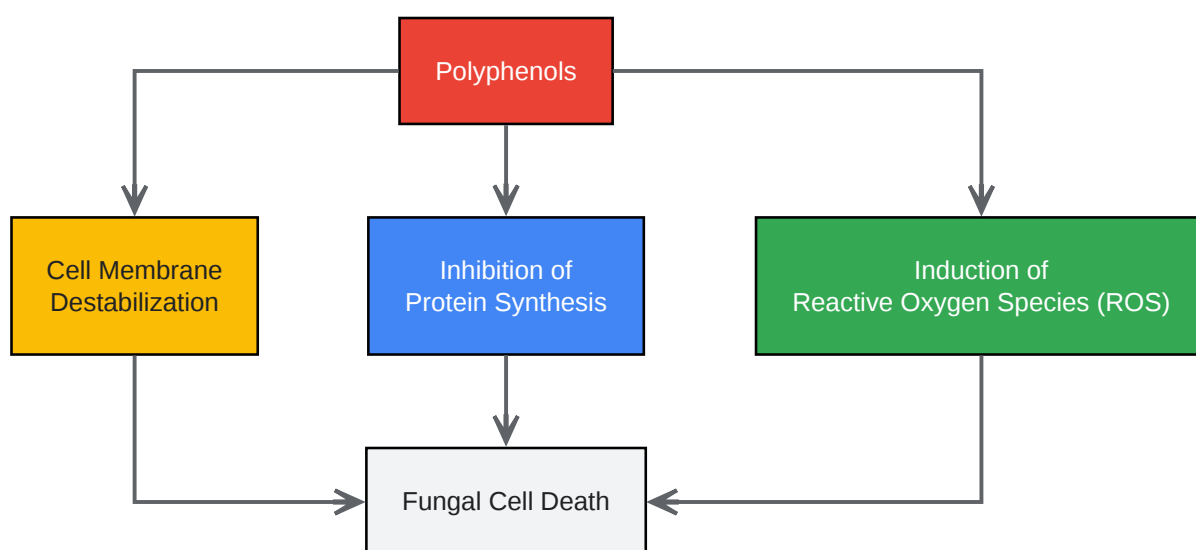 Polyphenols
Cell Membrane
Destabilization
Inhibition of
Protein Synthesis
Induction of
Reactive Oxygen Species (ROS)
Fungal Cell Death